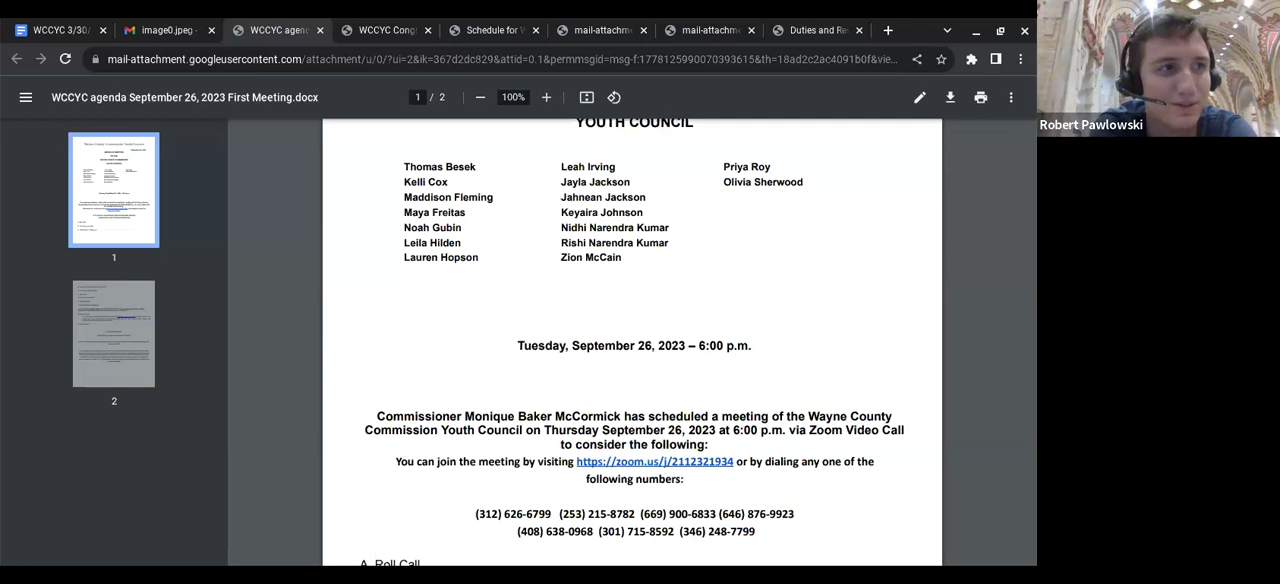 WCCYC 3/30/
image0.jpeg -
WCCYC agen
WCCYC Cong
Schedule for W
mail-attachm
mail-attachm
Duties and Re
mail-attachment.googleusercontent.com/attachment/u/0/?ui=2&ik=367d2dc829&attid=0.1&permmsgid=msg-f:1778125990070393615&th=18ad2c2ac4091b0f&vie...
WCCYC agenda September 26, 2023 First Meeting.docx
1 / 2
100%
Robert Pawlowski
YOUTH COUNCIL
Thomas Besek Leah Irving Priya Roy
Kelli Cox Jayla Jackson Olivia Sherwood
Maddison Fleming Jahnean Jackson
Maya Freitas Keyaira Johnson
Noah Gubin Nidhi Narendra Kumar
Leila Hilden Rishi Narendra Kumar
Lauren Hopson Zion McCain
Tuesday, September 26, 2023 – 6:00 p.m.
Commissioner Monique Baker McCormick has scheduled a meeting of the Wayne County
Commission Youth Council on Thursday September 26, 2023 at 6:00 p.m. via Zoom Video Call
to consider the following:
You can join the meeting by visiting https://zoom.us/j/2112321934 or by dialing any one of the
following numbers:
(312) 626-6799 (253) 215-8782 (669) 900-6833 (646) 876-9923
(408) 638-0968 (301) 715-8592 (346) 248-7799
A. Roll Call
1
2